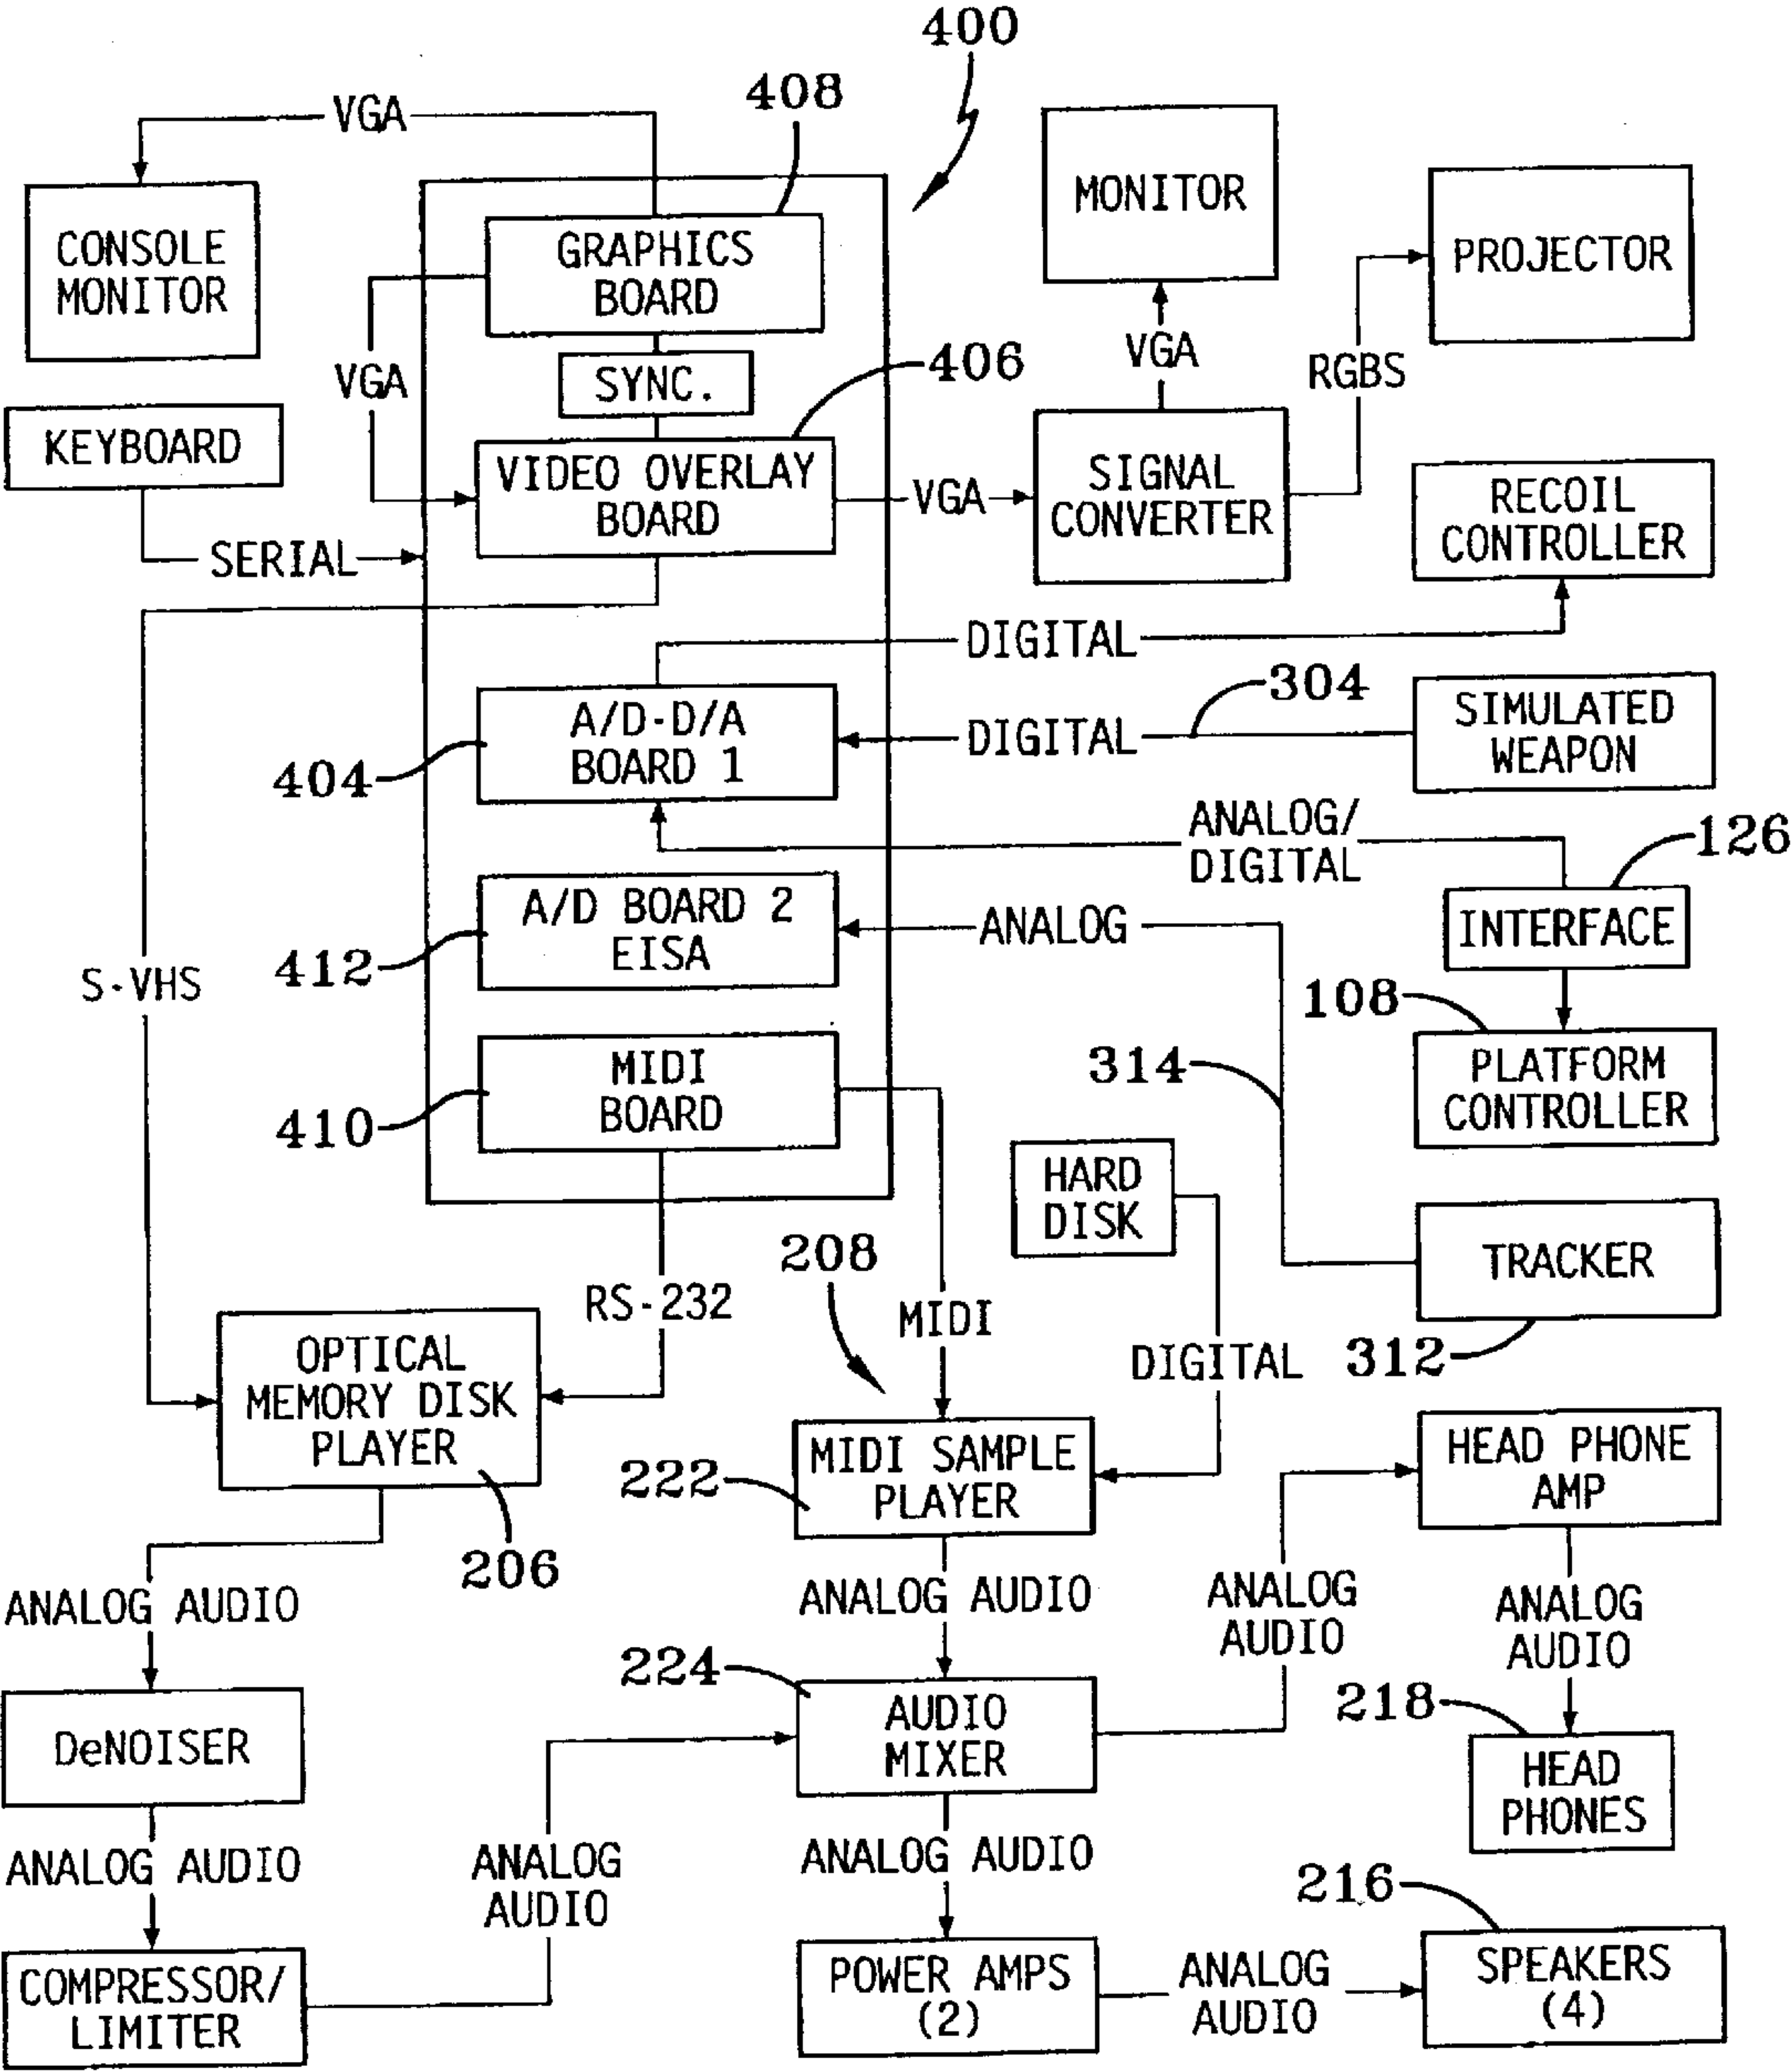 400
408
VGA
CONSOLE
MONITOR
GRAPHICS
BOARD
MONITOR
PROJECTOR
VGA
SYNC.
406
VGA
RGBS
KEYBOARD
VIDEO OVERLAY
BOARD
VGA
SIGNAL
CONVERTER
RECOIL
CONTROLLER
SERIAL
DIGITAL
304
A/D-D/A
BOARD 1
DIGITAL
SIMULATED
WEAPON
404
ANALOG/
DIGITAL
126
A/D BOARD 2
EISA
ANALOG
INTERFACE
412
S-VHS
108
PLATFORM
CONTROLLER
MIDI
BOARD
314
410
HARD
DISK
208
TRACKER
RS-232
MIDI
312
DIGITAL
OPTICAL
MEMORY DISK
PLAYER
206
MIDI SAMPLE
PLAYER
222
HEAD PHONE
AMP
ANALOG AUDIO
ANALOG AUDIO
ANALOG
AUDIO
ANALOG
AUDIO
224
218
DeNOISER
AUDIO
MIXER
HEAD
PHONES
ANALOG AUDIO
ANALOG
AUDIO
ANALOG AUDIO
216
COMPRESSOR/
LIMITER
POWER AMPS
(2)
ANALOG
AUDIO
SPEAKERS
(4)